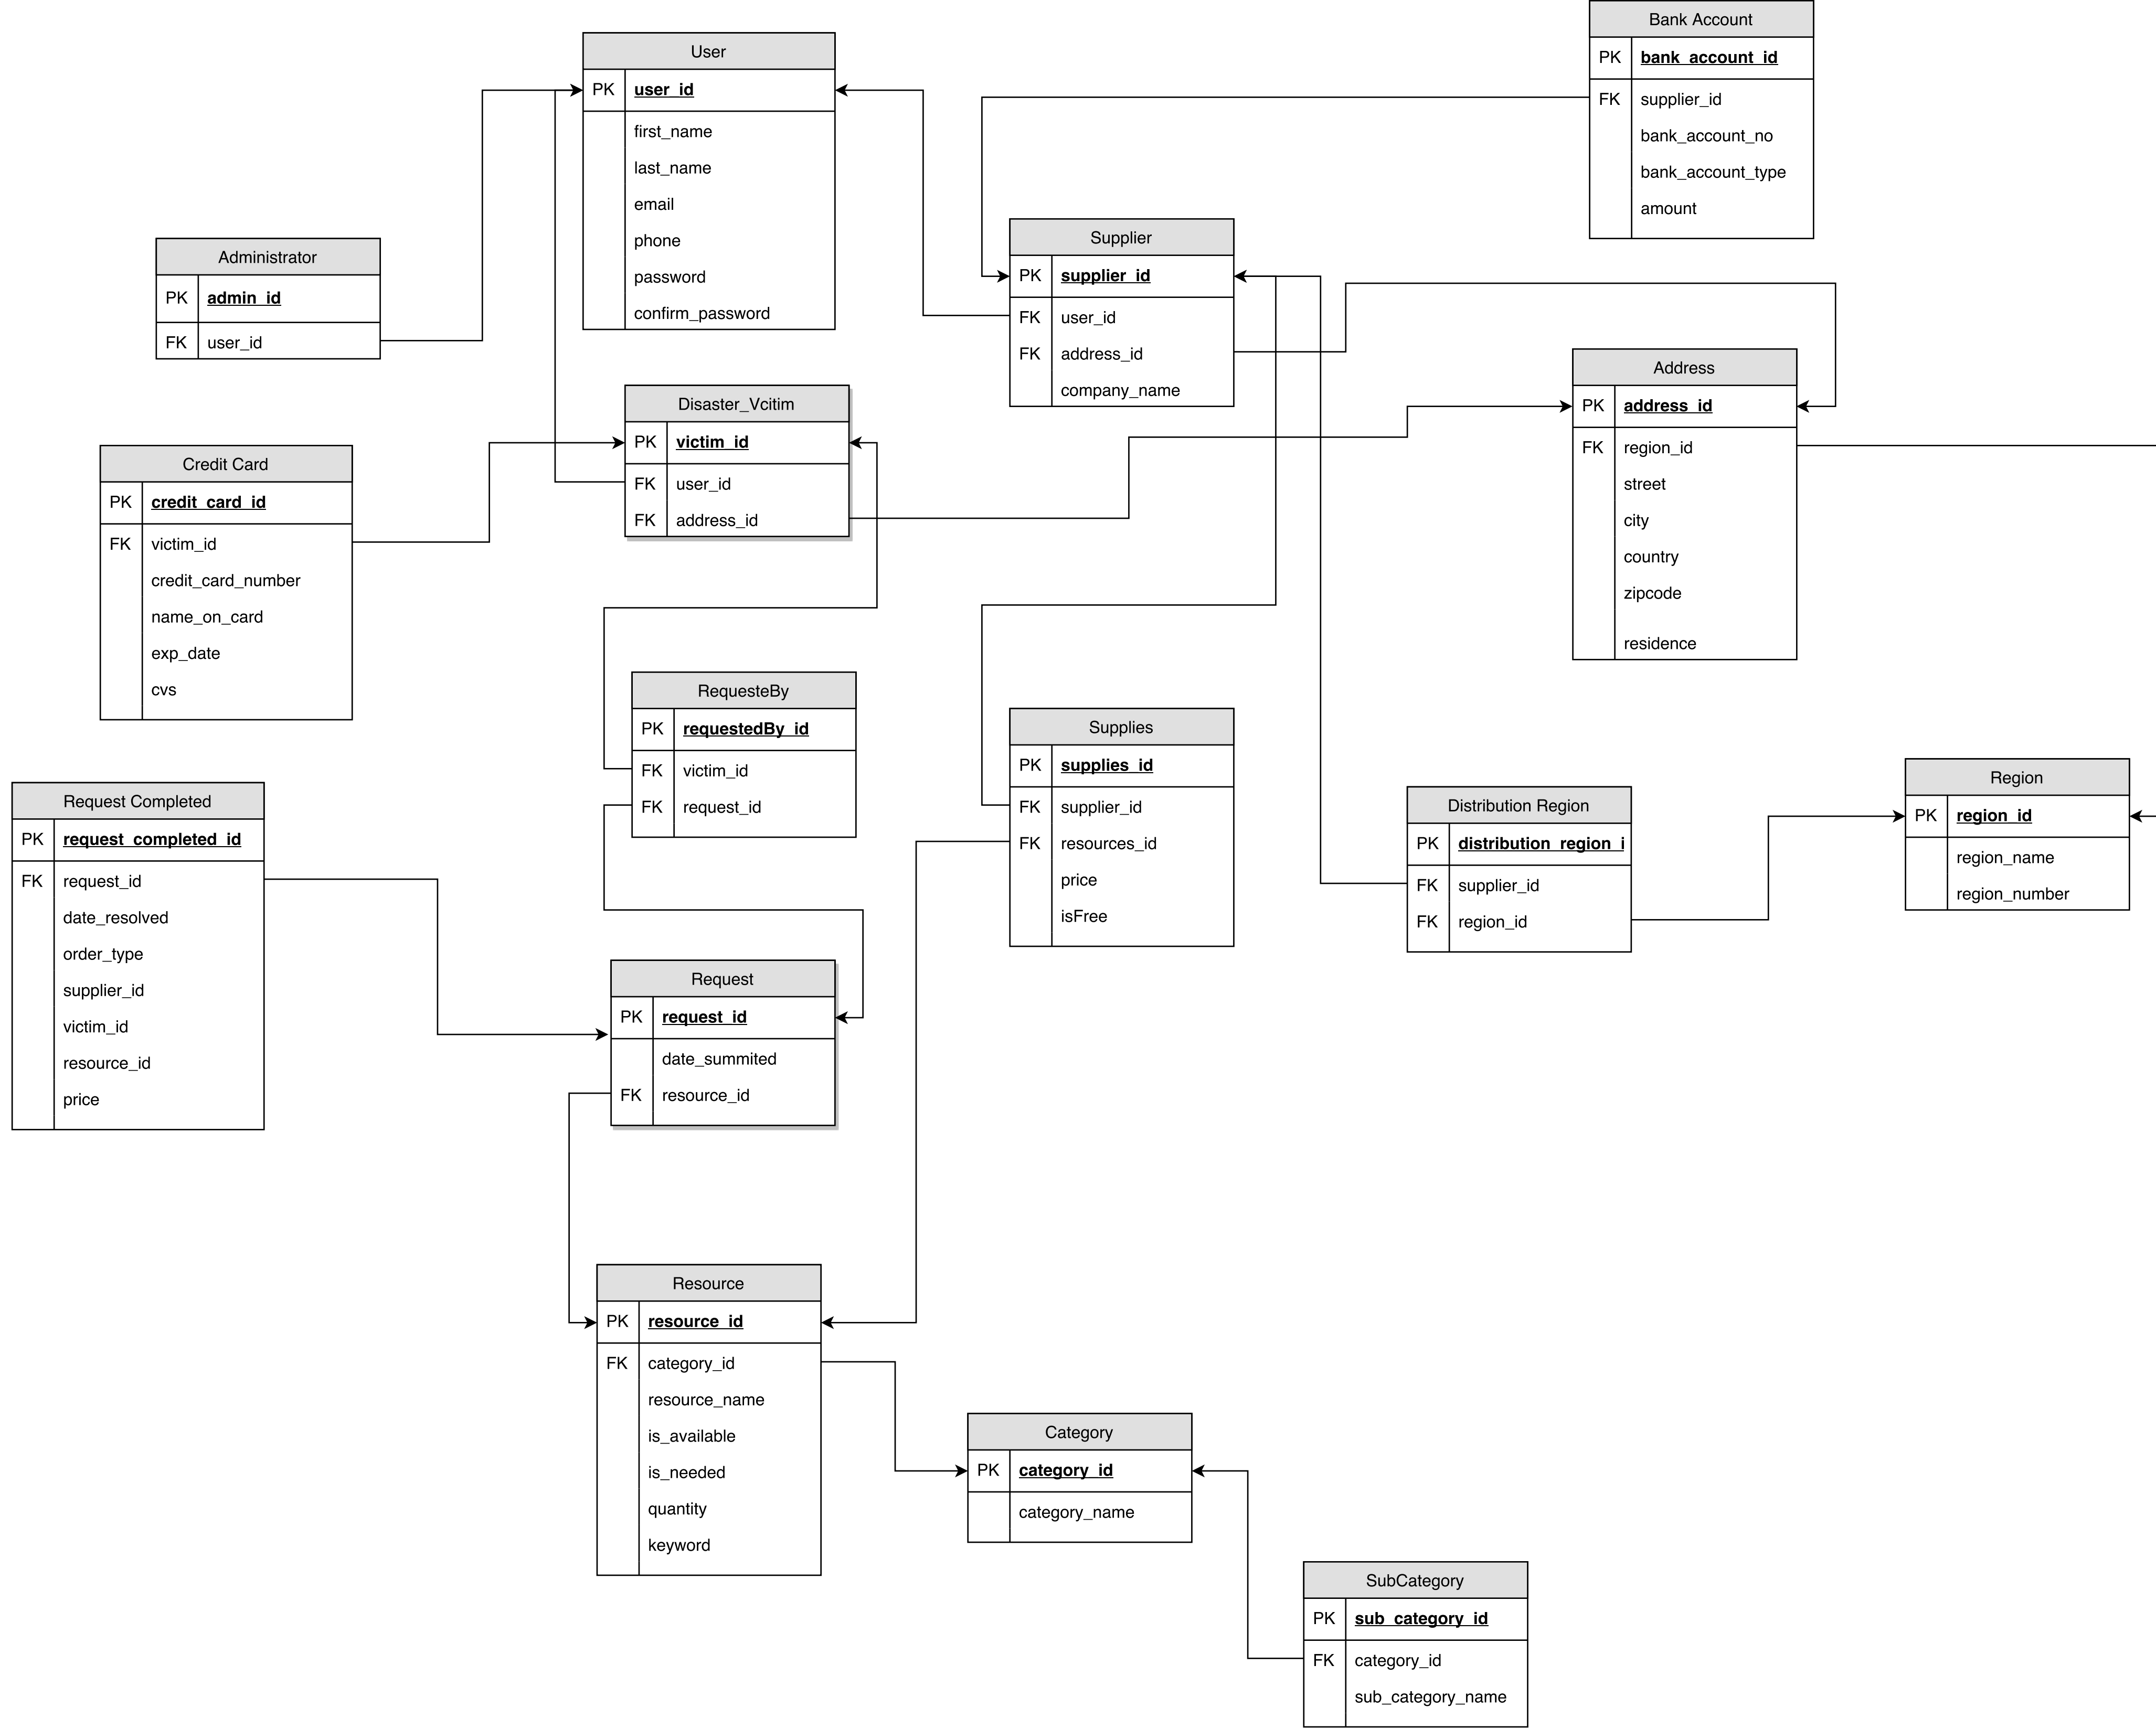 Bank Account
PK bank_account_id
FK supplier_id
bank_account_no
bank_account_type
amount
User
PK user_id
first_name
last_name
email
phone
password
confirm_password
Supplier
PK supplier_id
FK user_id
FK address_id
company_name
Administrator
PK admin_id
FK user_id
Address
PK address_id
FK region_id
street
city
country
zipcode
residence
Disaster_Vcitim
PK victim_id
FK user_id
FK address_id
Credit Card
PK credit_card_id
FK victim_id
credit_card_number
name_on_card
exp_date
cvs
RequesteBy
PK requestedBy_id
FK victim_id
FK request_id
Supplies
PK supplies_id
FK supplier_id
FK resources_id
price
isFree
Region
PK region_id
region_name
region_number
Request Completed
PK request_completed_id
FK request_id
date_resolved
order_type
supplier_id
victim_id
resource_id
price
Distribution Region
PK distribution_region_i
FK supplier_id
FK region_id
Request
PK request_id
date_summited
FK resource_id
Resource
PK resource_id
FK category_id
resource_name
is_available
is_needed
quantity
keyword
Category
PK category_id
category_name
SubCategory
PK sub_category_id
FK category_id
sub_category_name